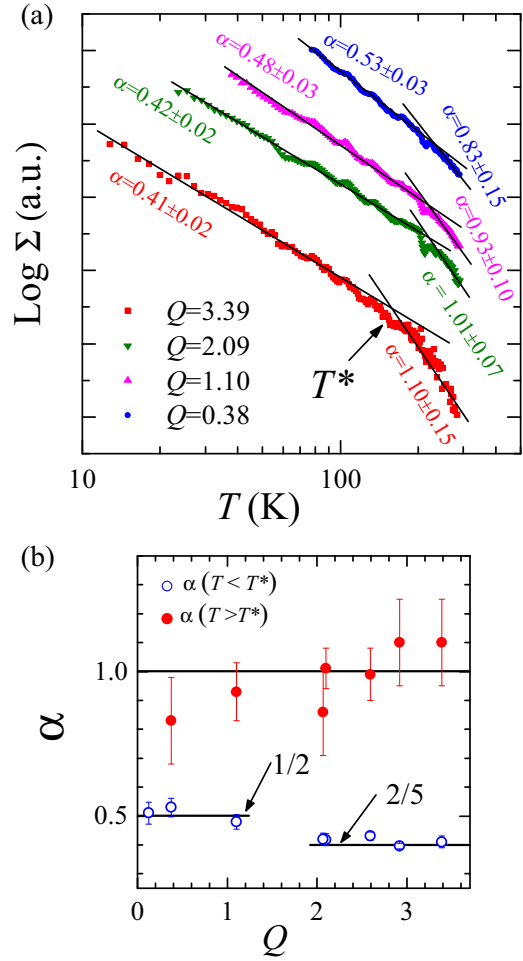 (a)
α=0.53±0.03
α=0.48±0.03
α=0.42±0.02
α=0.83±0.15
α=0.41±0.02
α=0.93±0.10
α = 1.01±0.07
α=1.10±0.15
Log Σ (a.u.)
Q=3.39
Q=2.09
Q=1.10
Q=0.38
T*
10 100
T (K)
(b)
α (T < T*)
α (T>T*)
1.0
α
1/2
0.5
2/5
0 1 2 3
Q